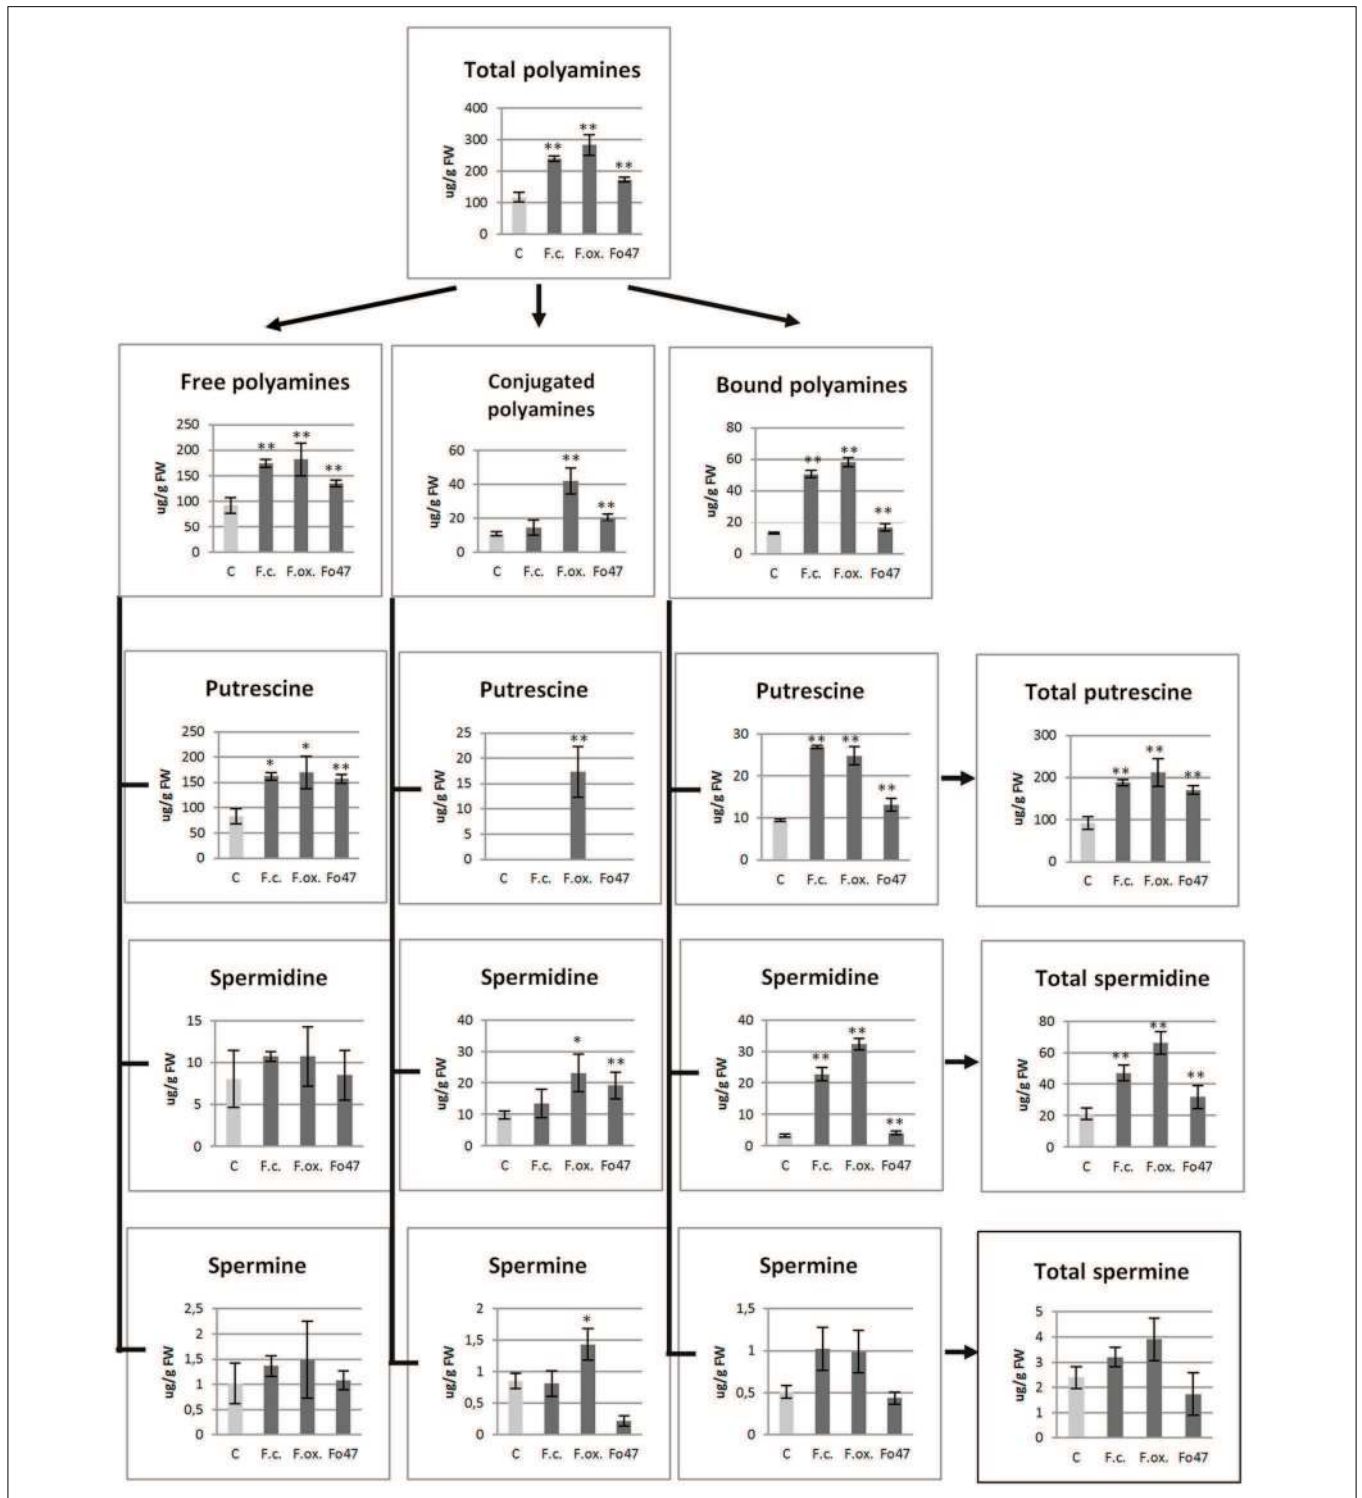 Total polyamines
400
300
200
100
0
ug/g FW
**
**
**
C F.c. F.ox. Fo47
Free polyamines
250
200
150
100
50
0
ug/g FW
**
**
**
C F.c. F.ox. Fo47
Conjugated
polyamines
60
40
20
0
ug/g FW
**
**
C F.c. F.ox. Fo47
Bound polyamines
80
60
40
20
0
ug/g FW
**
**
**
C F.c. F.ox. Fo47
Putrescine
250
200
150
100
50
0
ug/g FW
*
*
**
C F.c. F.ox. Fo47
Putrescine
25
20
15
10
5
0
ug/g FW
**
C F.c. F.ox. Fo47
Putrescine
30
20
10
0
ug/g FW
**
**
**
C F.c. F.ox. Fo47
Total putrescine
300
200
100
0
ug/g FW
**
**
**
C F.c. F.ox. Fo47
Spermidine
15
10
5
0
ug/g FW
C F.c. F.ox. Fo47
Spermidine
40
30
20
10
0
ug/g FW
*
**
C F.c. F.ox. Fo47
Spermidine
40
30
20
10
0
ug/g FW
**
**
**
C F.c. F.ox. Fo47
Total spermidine
80
60
40
20
0
ug/g FW
**
**
**
C F.c. F.ox. Fo47
Spermine
2,5
2
1,5
1
0,5
0
ug/g FW
C F.c. F.ox. Fo47
Spermine
2
1,5
1
0,5
0
ug/g FW
*
C F.c. F.ox. Fo47
Spermine
1,5
1
0,5
0
ug/g FW
C F.c. F.ox. Fo47
Total spermine
5
4
3
2
1
0
ug/g FW
C F.c. F.ox. Fo47